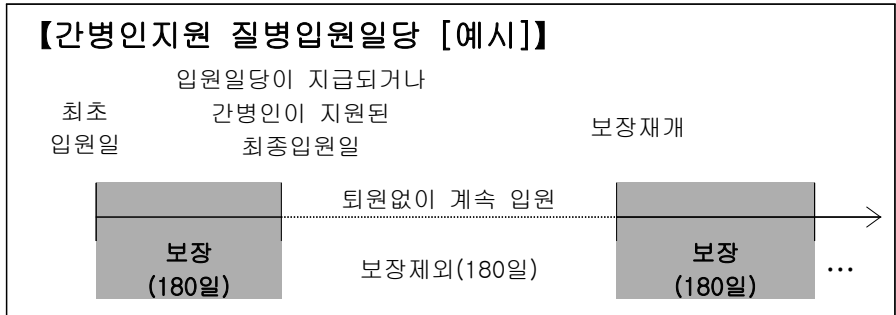 【간병인지원 질병입원일당 [예시]】
입원일당이 지급되거나
최초 간병인이 지원된
입원일 최종입원일
보장재개
퇴원없이 계속 입원
보장
(180일)
보장제외(180일)
보장
(180일)
…